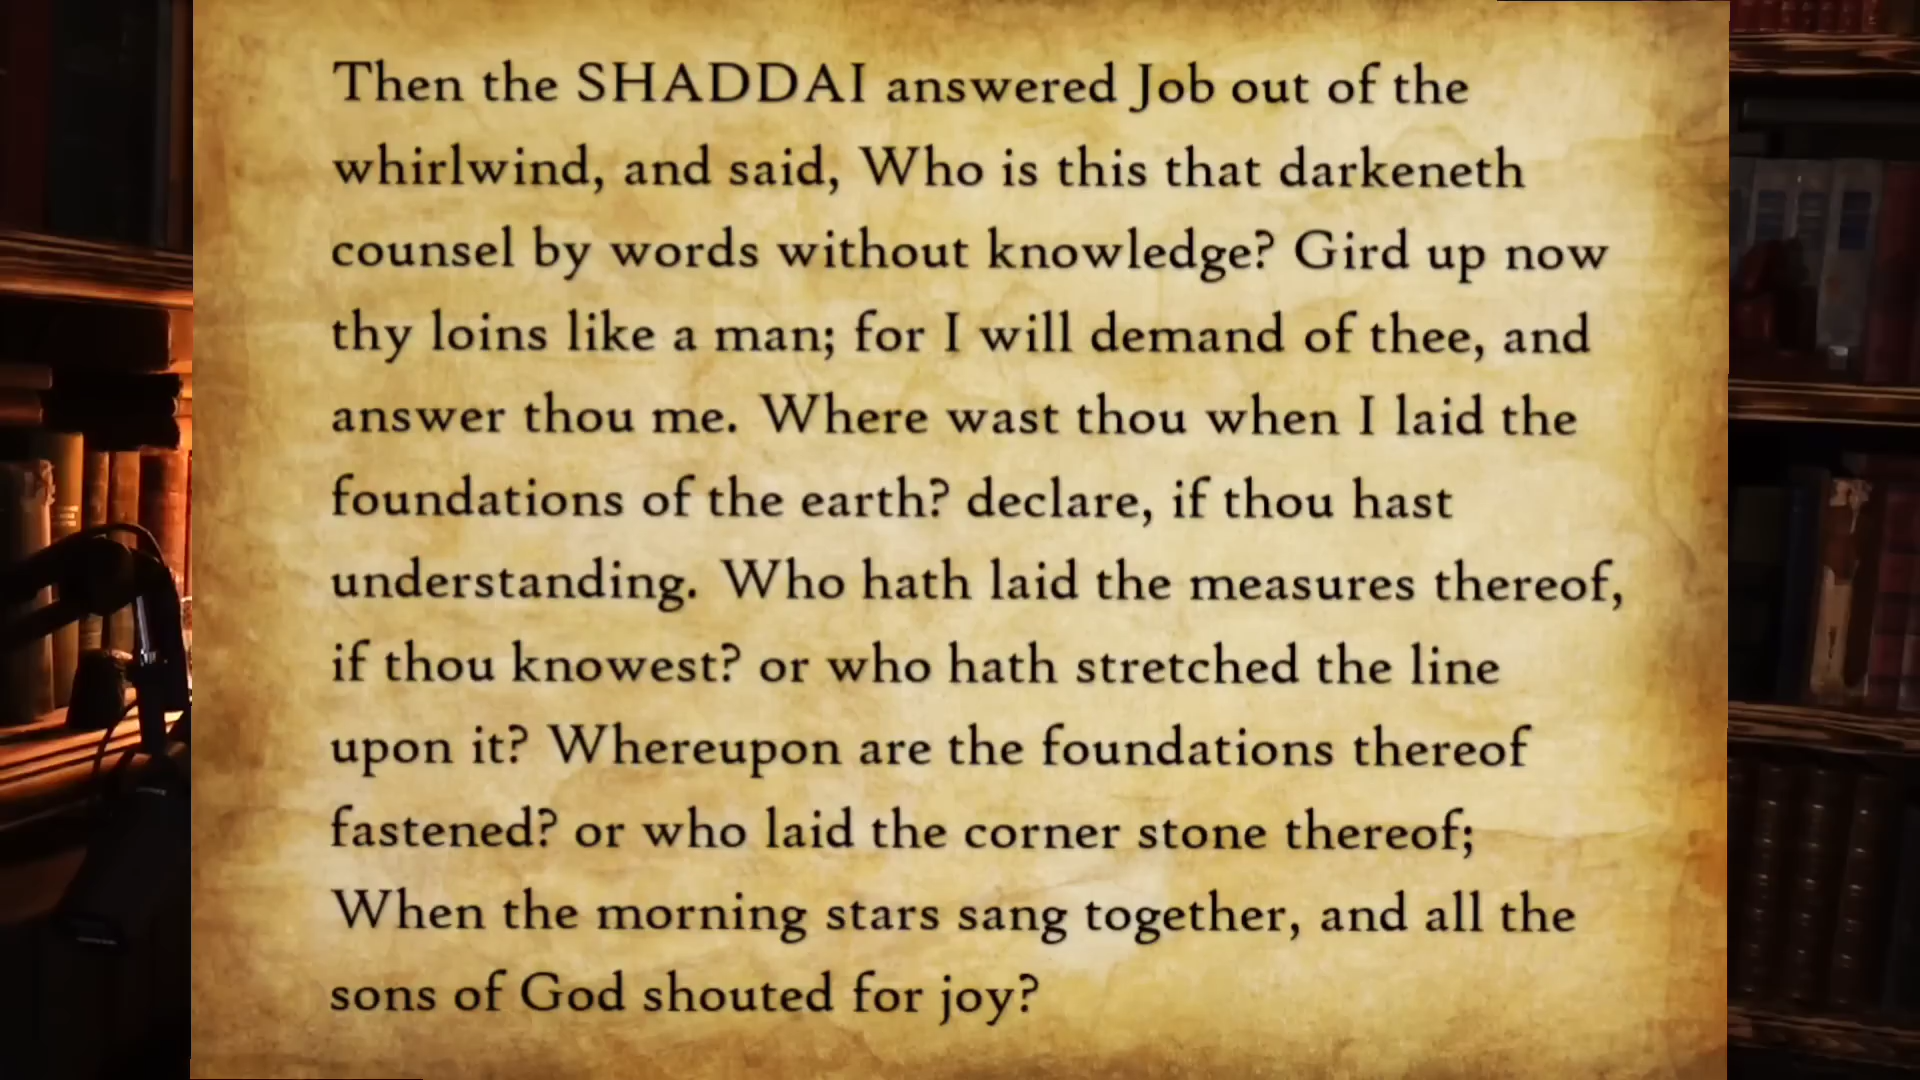 Then the SHADDAI answered Job out of the
whirlwind, and said, Who is this that darkeneth
counsel by words without knowledge? Gird up now
thy loins like a man; for I will demand of thee, and
answer thou me. Where wast thou when I laid the
foundations of the earth? declare, if thou hast
understanding. Who hath laid the measures thereof,
if thou knowest? or who hath stretched the line
upon it? Whereupon are the foundations thereof
fastened? or who laid the corner stone thereof;
When the morning stars sang together, and all the
sons of God shouted for joy?